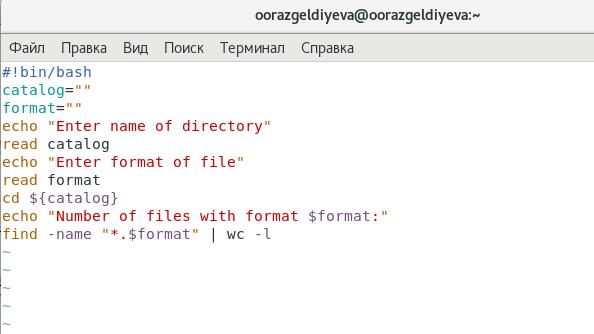 oorazgeldiyeva@oorazgeldiyeva:~
Файл Правка Вид Поиск Терминал Справка
#!bin/bash
catalog=""
format=""
echo "Enter name of directory"
read catalog
echo "Enter format of file"
read format
cd ${catalog}
echo "Number of files with format $format:"
find -name "*.$format" | wc -l
~
~
~
~
~